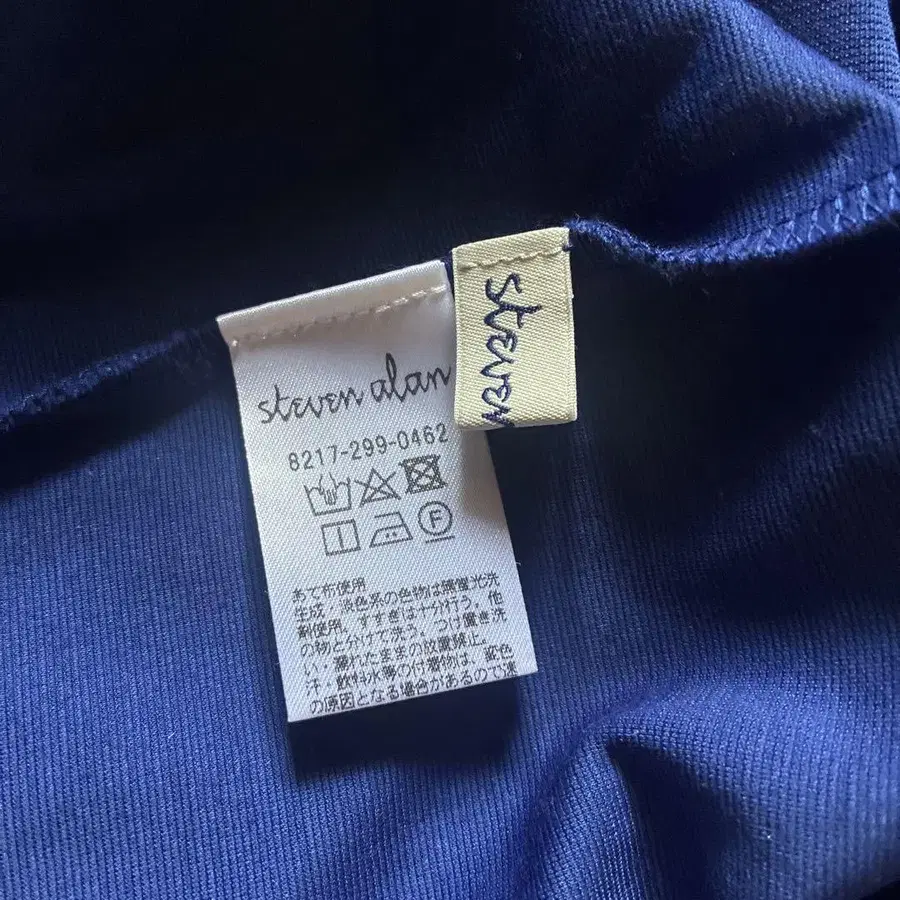 steven alan
steven
8217-299-0462
F
あて布使用
生成・淡色系の色物は無蛍光洗
剤使用。すすぎは十分行う。他
の物と分けて洗う。つけ置き洗
い・濡れたままの放置禁止。
汗・飲料水等の付着物は、変色
の原因となる場合があるので速